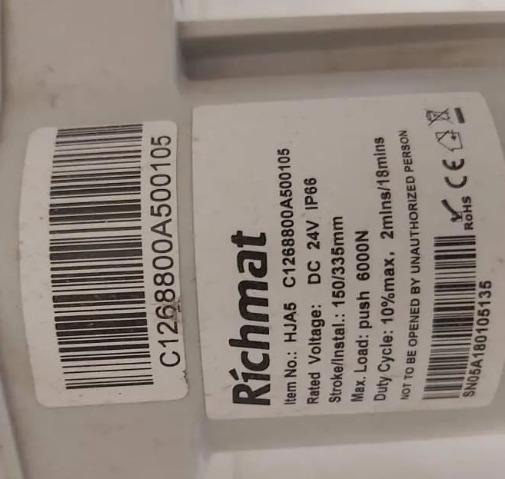 C1268800A500105
Richmat
Item No.: HJA5 C1268800A500105
Rated Voltage: DC 24V IP66
Stroke/Instal.: 150/335mm
Max. Load: push 6000N
Duty Cycle: 10%max, 2mins/18mins
NOT TO BE OPENED BY UNAUTHORIZED PERSON
RoHS CE
SN05A180105135